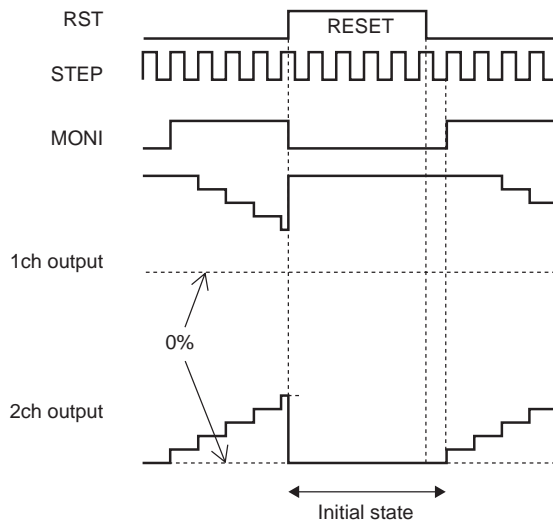 RST
RESET
STEP
MONI
1ch output
0%
2ch output
Initial state